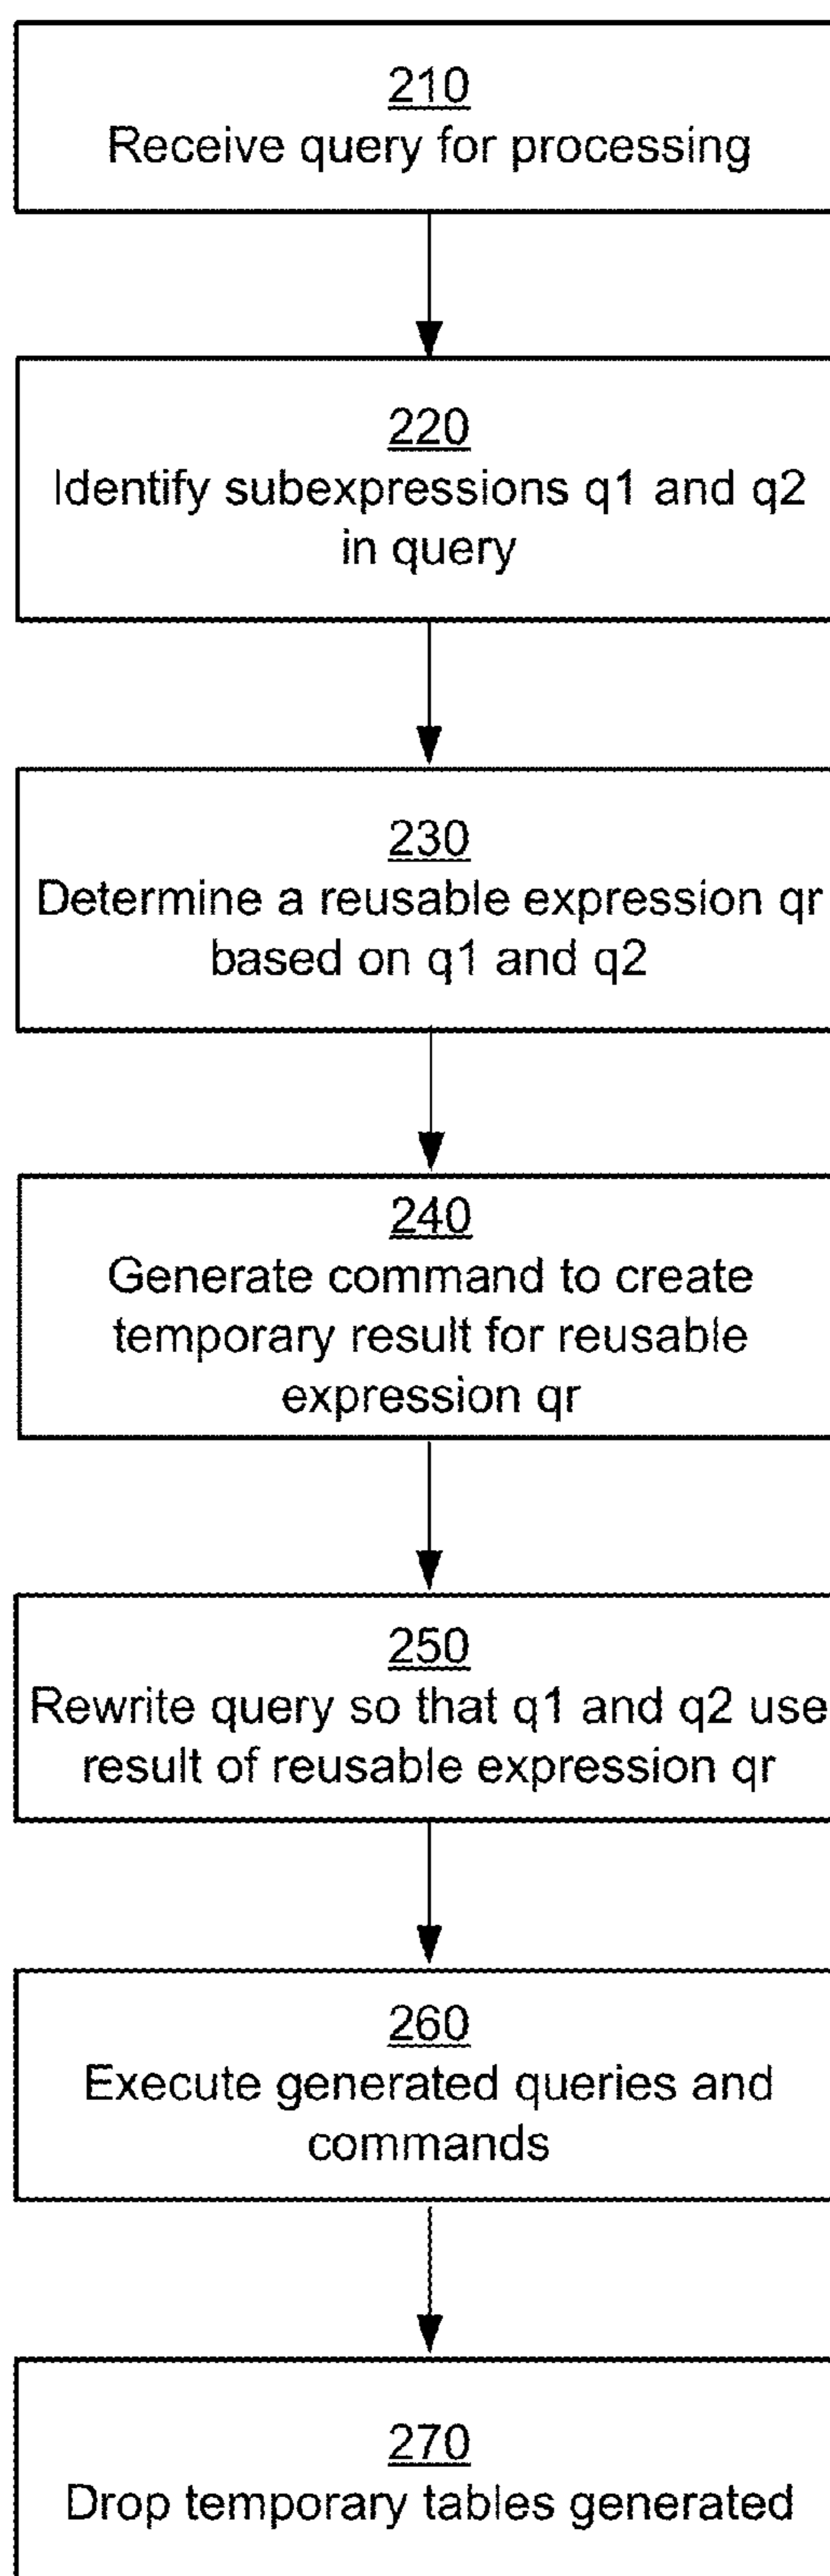 210
Receive query for processing
220
Identify subexpressions q1 and q2
in query
230
Determine a reusable expression qr
based on q1 and q2
240
Generate command to create
temporary result for reusable
expression qr
250
Rewrite query so that q1 and q2 use
result of reusable expression qr
260
Execute generated queries and
commands
270
Drop temporary tables generated